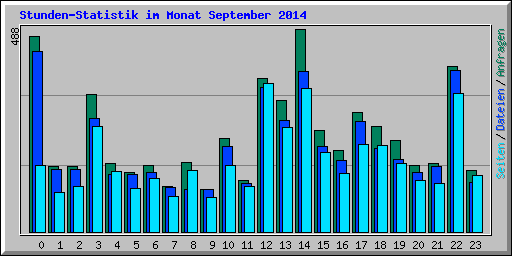 Stunden-Statistik im Monat September 2014
488
Seiten / Dateien / Anfragen
0 1 2 3 4 5 6 7 8 9 10 11 12 13 14 15 16 17 18 19 20 21 22 23